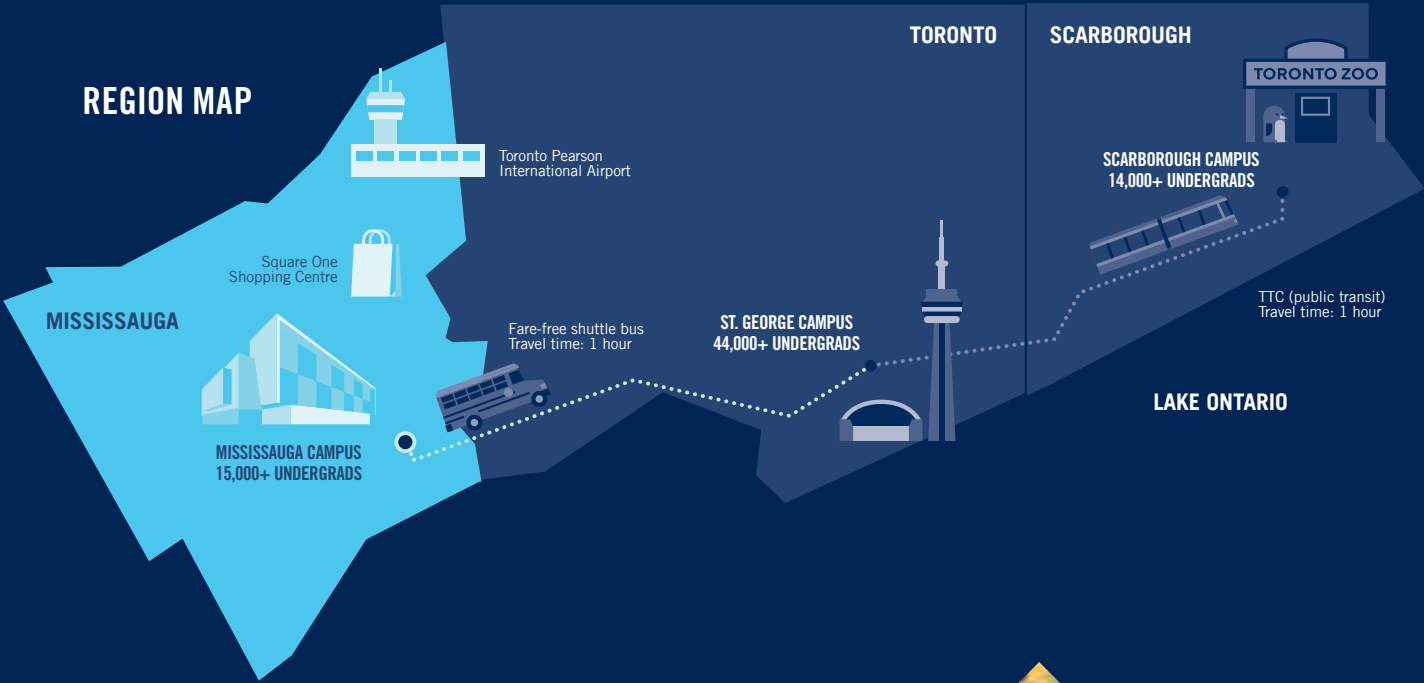 REGION MAP
TORONTO
SCARBOROUGH
TORONTO ZOO
Toronto Pearson
International Airport
SCARBOROUGH CAMPUS
14,000+ UNDERGRADS
Square One
Shopping Centre
MISSISSAUGA
Fare-free shuttle bus
Travel time: 1 hour
ST. GEORGE CAMPUS
44,000+ UNDERGRADS
TTC (public transit)
Travel time: 1 hour
LAKE ONTARIO
MISSISSAUGA CAMPUS
15,000+ UNDERGRADS